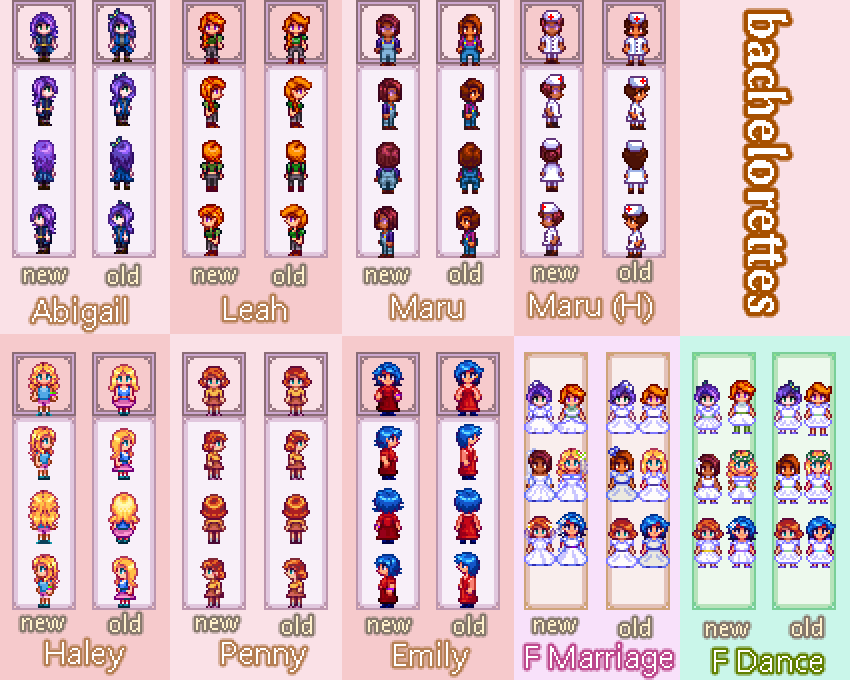 bachelorettes
new old
Abigail
new old
Leah
new old
Maru
new old
Maru (H)
new old
Haley
new old
Penny
new old
Emily
new old
F Marriage
new old
F Dance